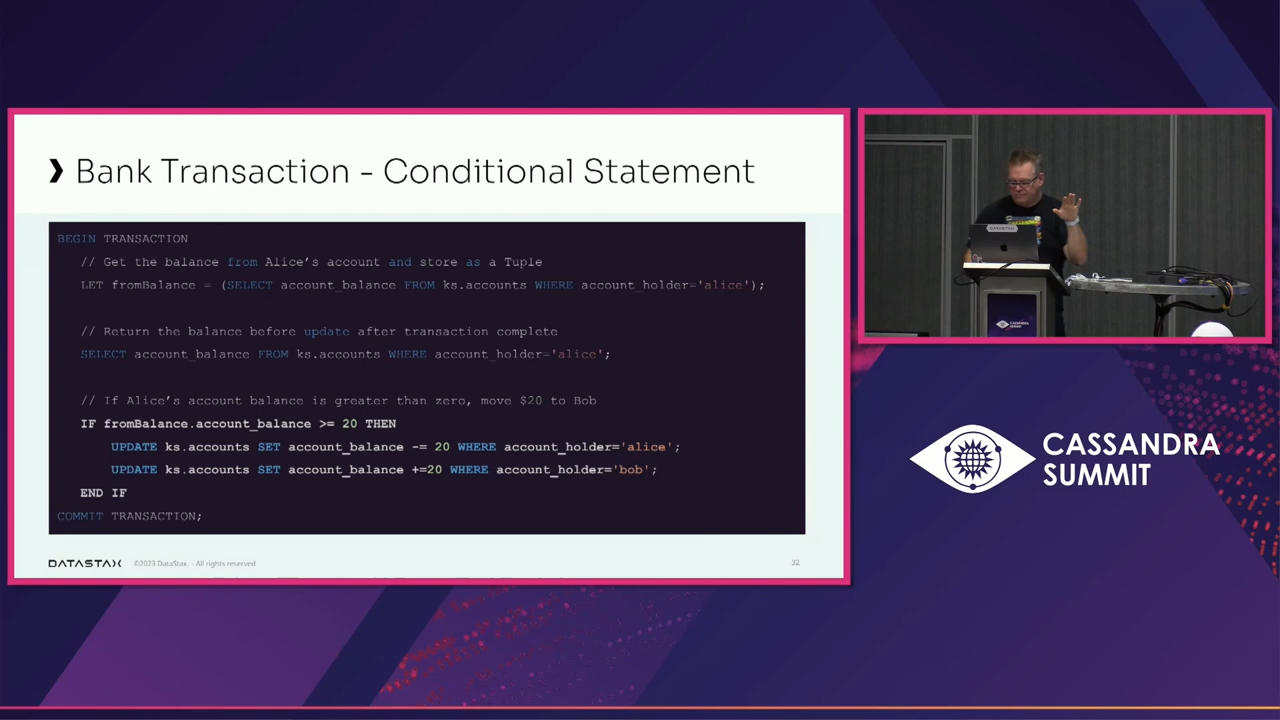 ❯ Bank Transaction - Conditional Statement
BEGIN TRANSACTION
// Get the balance from Alice's account and store as a Tuple
LET fromBalance = (SELECT account_balance FROM ks.accounts WHERE account_holder='alice');
// Return the balance before update after transaction complete
SELECT account_balance FROM ks.accounts WHERE account_holder='alice';
// If Alice's account balance is greater than zero, move $20 to Bob
IF fromBalance.account_balance >= 20 THEN
UPDATE ks.accounts SET account_balance -= 20 WHERE account_holder='alice';
UPDATE ks.accounts SET account_balance +=20 WHERE account_holder='bob';
END IF
COMMIT TRANSACTION;
DATASTAX ©2023 DataStax. - All rights reserved 32
DATASTAX
CASSANDRA
SUMMIT
CASSANDRA
SUMMIT